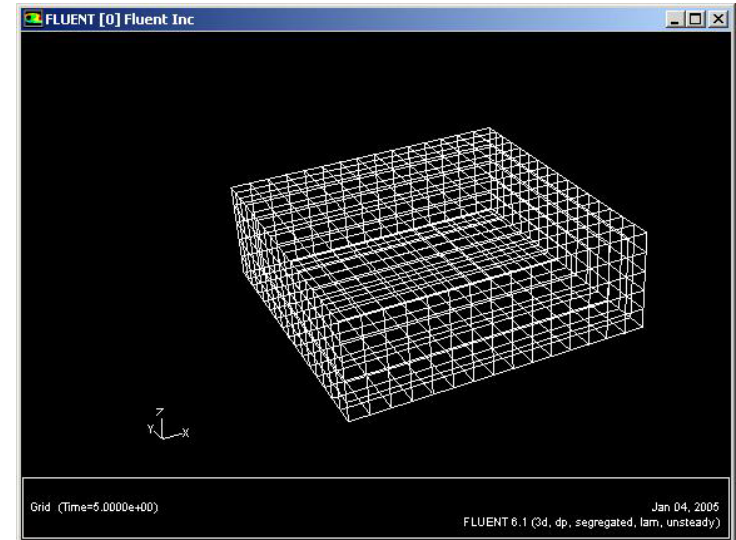 FLUENT [0] Fluent Inc
Z
Y
X
Grid (Time=5.0000e+00)
Jan 04, 2005
FLUENT 6.1 (3d, dp, segregated, lam, unsteady)